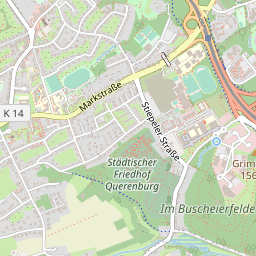 Markstraße
K 14
Stiepeler Straße
Städtischer
Friedhof
Querenburg
Grim
156
Im Buscheierfelde